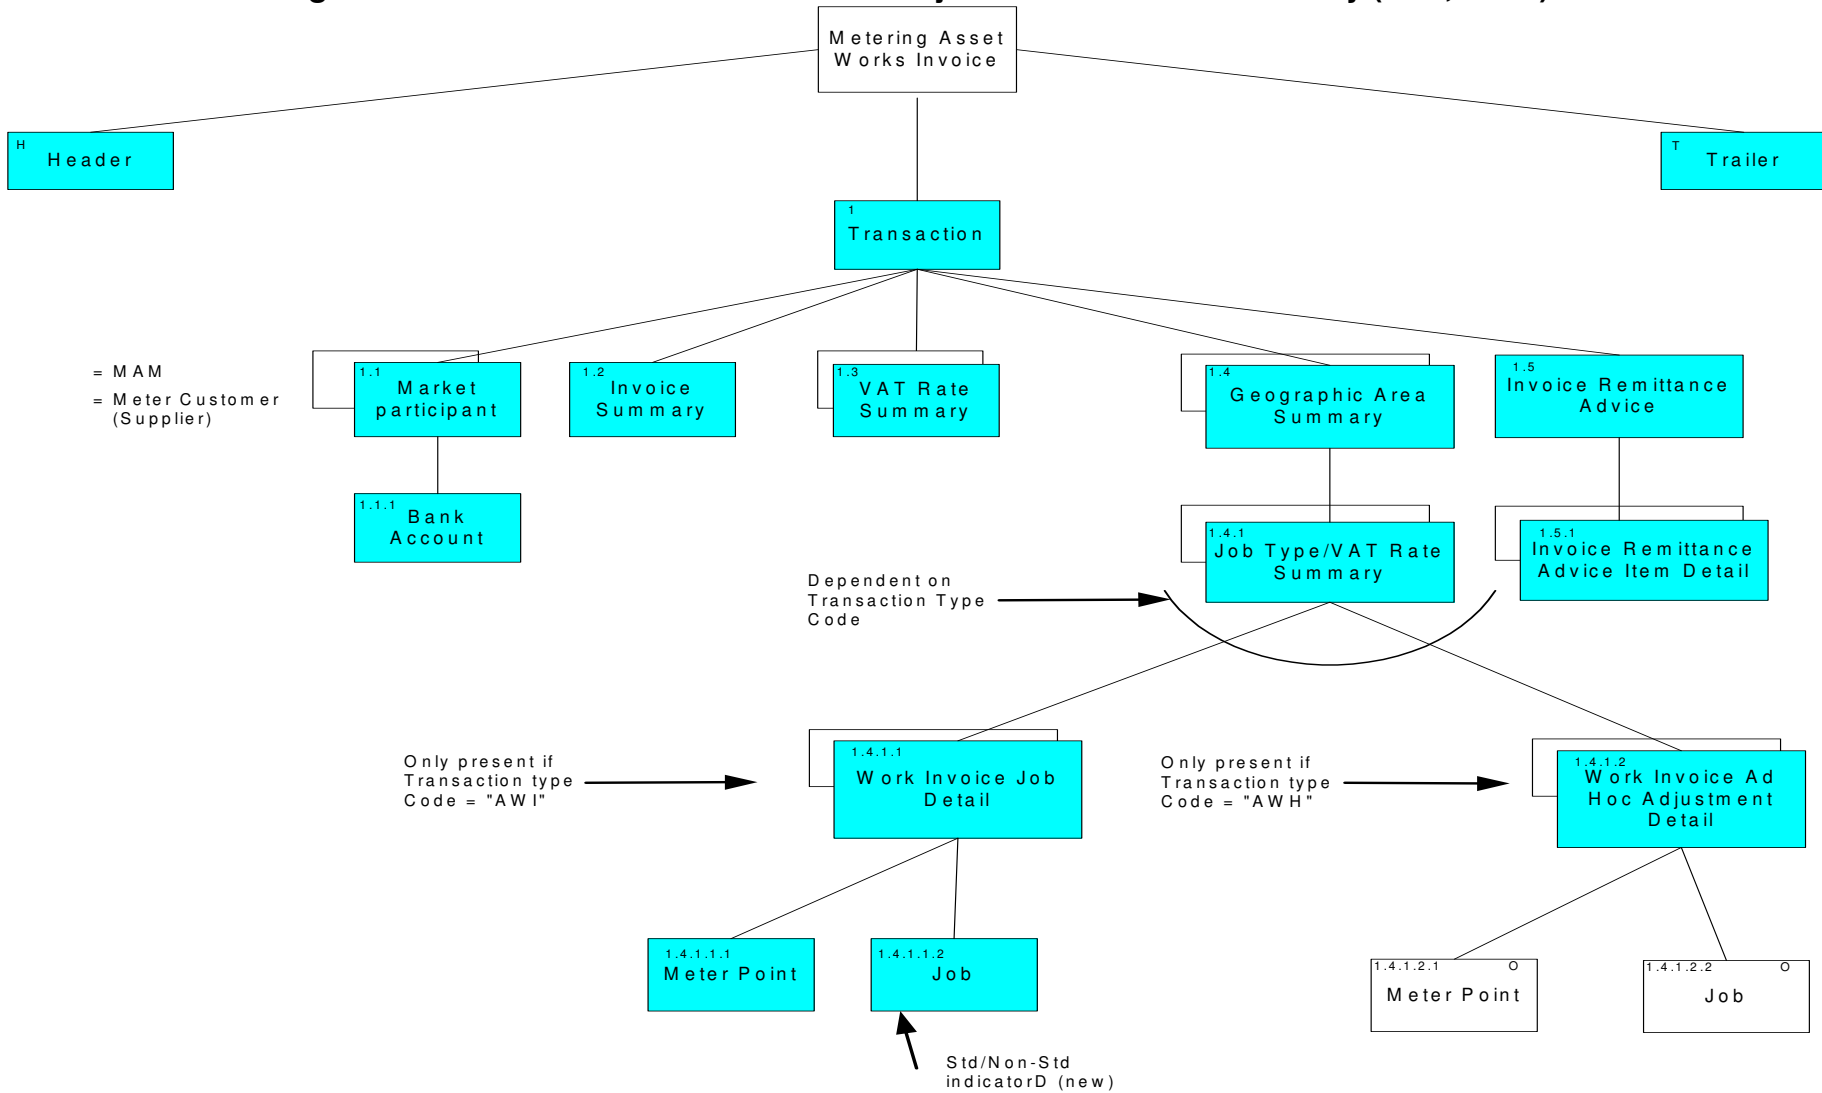 Metering Asset
Works Invoice
H
Header
T
Trailer
1
Transaction
= MAM
= Meter Customer
(Supplier)
1.1
Market
participant
1.2
Invoice
Summary
1.3
VAT Rate
Summary
1.4
Geographic Area
Summary
1.5
Invoice Remittance
Advice
1.1.1
Bank
Account
1.4.1
Job Type/VAT Rate
Summary
1.5.1
Invoice Remittance
Advice Item Detail
Dependent on
Transaction Type
Code
Only present if
Transaction type
Code = "AWI"
1.4.1.1
Work Invoice Job
Detail
Only present if
Transaction type
Code = "AWH"
1.4.1.2
Work Invoice Ad
Hoc Adjustment
Detail
1.4.1.1.1
Meter Point
1.4.1.1.2
Job
1.4.1.2.1 O
Meter Point
1.4.1.2.2 O
Job
Std/Non-Std
indicatorD (new)